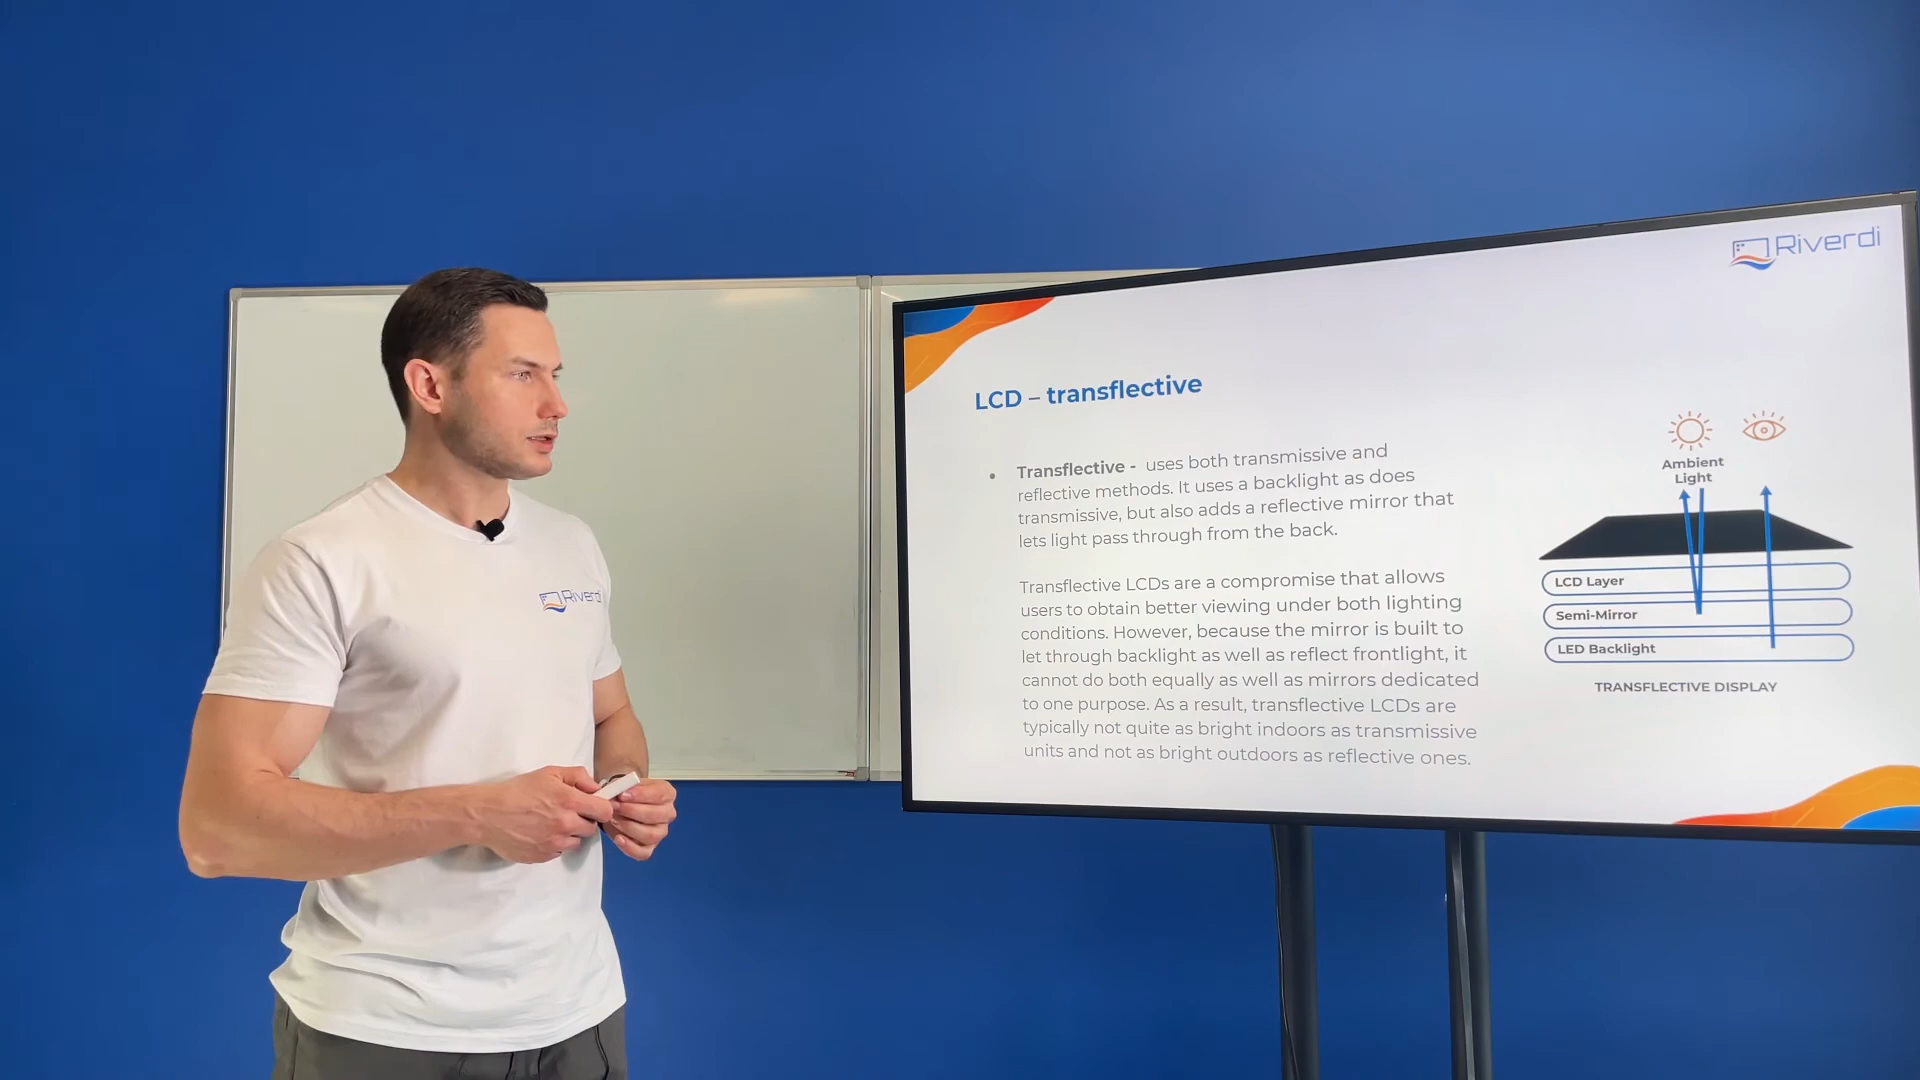 Riverdi
LCD – transflective
• Transflective - uses both transmissive and
reflective methods. It uses a backlight as does
transmissive, but also adds a reflective mirror that
lets light pass through from the back.
Transflective LCDs are a compromise that allows
users to obtain better viewing under both lighting
conditions. However, because the mirror is built to
let through backlight as well as reflect frontlight, it
cannot do both equally as well as mirrors dedicated
to one purpose. As a result, transflective LCDs are
typically not quite as bright indoors as transmissive
units and not as bright outdoors as reflective ones.
Ambient
Light
LCD Layer
Semi-Mirror
LED Backlight
TRANSFLECTIVE DISPLAY
Riverdi